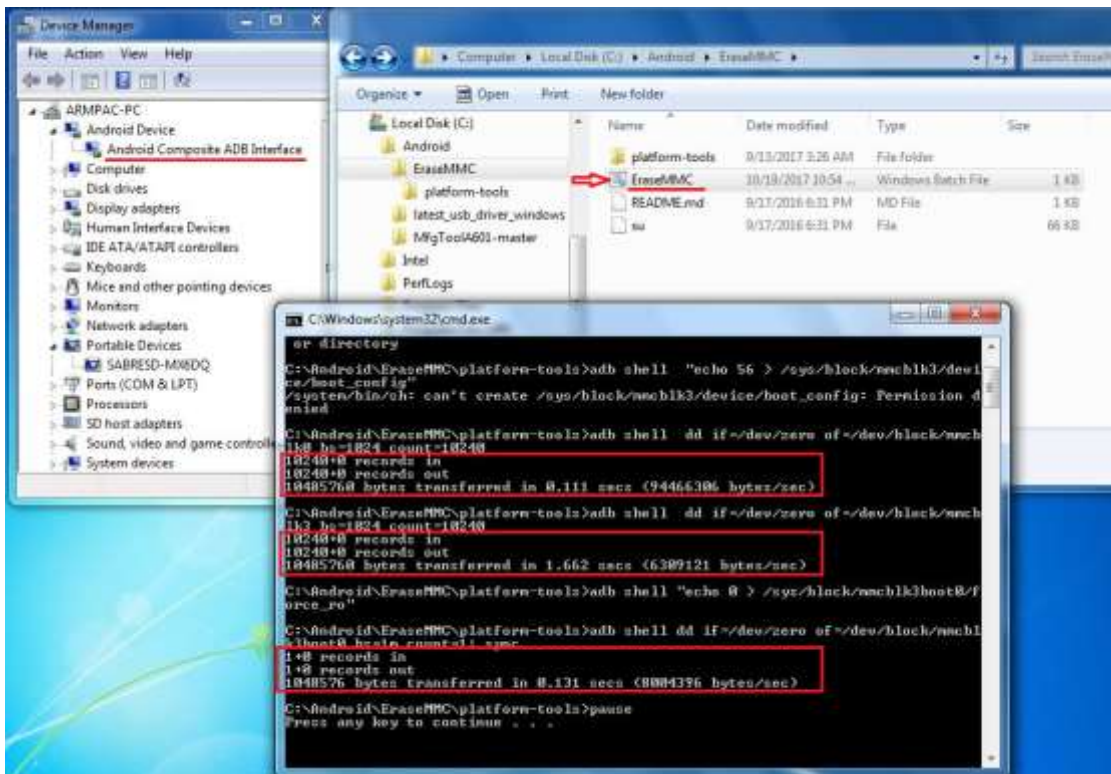 Device Manager
File Action View Help
ARMPAC-PC
Android Device
Android Composite ADB Interface
Computer
Disk drives
Display adapters
Human Interface Devices
IDE ATA/ATAPI controllers
Keyboards
Mice and other pointing devices
Monitors
Network adapters
Portable Devices
SABRESD-MX6DQ
Ports (COM & LPT)
Processors
SD host adapters
Sound, video and game controlle
System devices
Computer Local Disk (C:) Android EraseMMC
Search EraseM
Organize Open Print New folder
Local Disk (C:)
Android
EraseMMC
platform-tools
latest_usb_driver_windows
MfgToolA601-master
Intel
PerfLogs
Name Date modified Type Size
platform-tools 9/13/2017 3:26 AM File folder
EraseMMC 10/19/2017 10:54 ... Windows Batch File 1 KB
README.md 9/17/2016 6:31 PM MD File 1 KB
su 9/17/2016 6:31 PM File 66 KB
C:\Windows\system32\cmd.exe
or directory
C:\Android\EraseMMC\platform-tools>adb shell "echo 56 > /sys/block/mmcblk3/devi
ce/boot_config"
/system/bin/sh: can't create /sys/block/mmcblk3/device/boot_config: Permission d
enied
C:\Android\EraseMMC\platform-tools>adb shell dd if=/dev/zero of=/dev/block/mmcb
lk0 bs=1024 count=10240
10240+0 records in
10240+0 records out
10485760 bytes transferred in 0.111 secs (94466306 bytes/sec)
C:\Android\EraseMMC\platform-tools>adb shell dd if=/dev/zero of=/dev/block/mmcb
lk3 bs=1024 count=10240
10240+0 records in
10240+0 records out
10485760 bytes transferred in 1.662 secs (6309121 bytes/sec)
C:\Android\EraseMMC\platform-tools>adb shell "echo 0 > /sys/block/mmcblk3boot0/f
orce_ro"
C:\Android\EraseMMC\platform-tools>adb shell dd if=/dev/zero of=/dev/block/mmcbl
k3boot0 sync
1+0 records in
1+0 records out
1048576 bytes transferred in 0.131 secs (8004396 bytes/sec)
C:\Android\EraseMMC\platform-tools>pause
Press any key to continue . . .